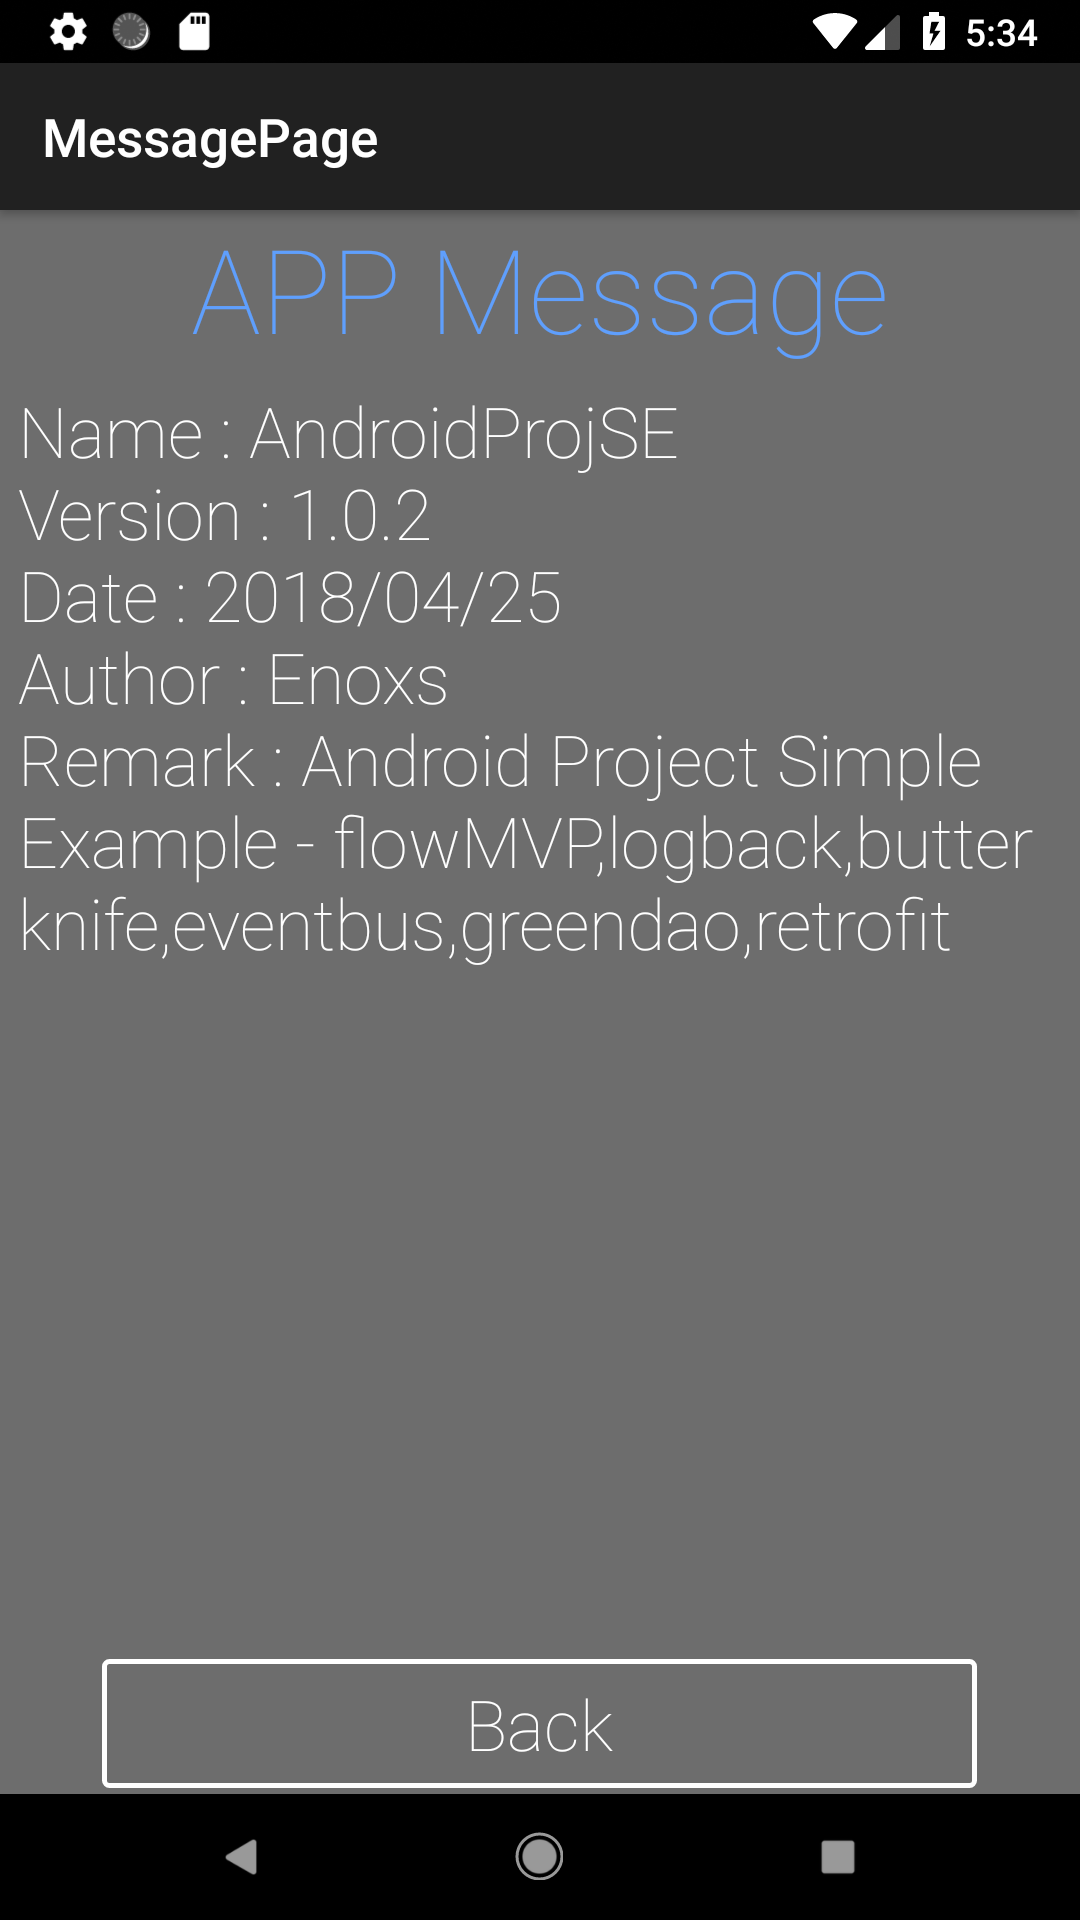 5:34
MessagePage
APP Message
Name : AndroidProjSE
Version : 1.0.2
Date : 2018/04/25
Author : Enoxs
Remark : Android Project Simple
Example - flowMVP,logback,butter
knife,eventbus,greendao,retrofit
Back